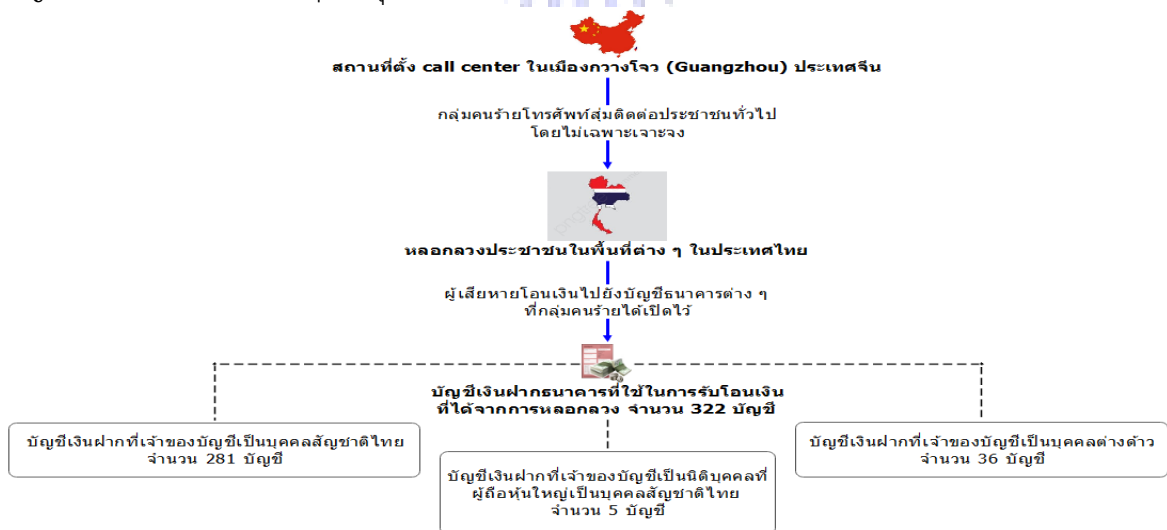 สถานที่ตั้ง call center ในเมืองกวางโจว (Guangzhou) ประเทศจีน
กลุ่มคนร้ายโทรศัพท์สุ่มติดต่อประชาชนทั่วไป
โดยไม่เฉพาะเจาะจง
หลอกลวงประชาชนในพื้นที่ต่าง ๆ ในประเทศไทย
ผู้เสียหายโอนเงินไปยังบัญชีธนาคารต่าง ๆ
ที่กลุ่มคนร้ายได้เปิดไว้
บัญชีเงินฝากธนาคารที่ใช้ในการรับโอนเงิน
ที่ได้จากการหลอกลวง จำนวน 322 บัญชี
บัญชีเงินฝากที่เจ้าของบัญชีเป็นบุคคลสัญชาติไทย
จำนวน 281 บัญชี
บัญชีเงินฝากที่เจ้าของบัญชีเป็นนิติบุคคลที่
ผู้ถือหุ้นใหญ่เป็นบุคคลสัญชาติไทย
จำนวน 5 บัญชี
บัญชีเงินฝากที่เจ้าของบัญชีเป็นบุคคลต่างด้าว
จำนวน 36 บัญชี